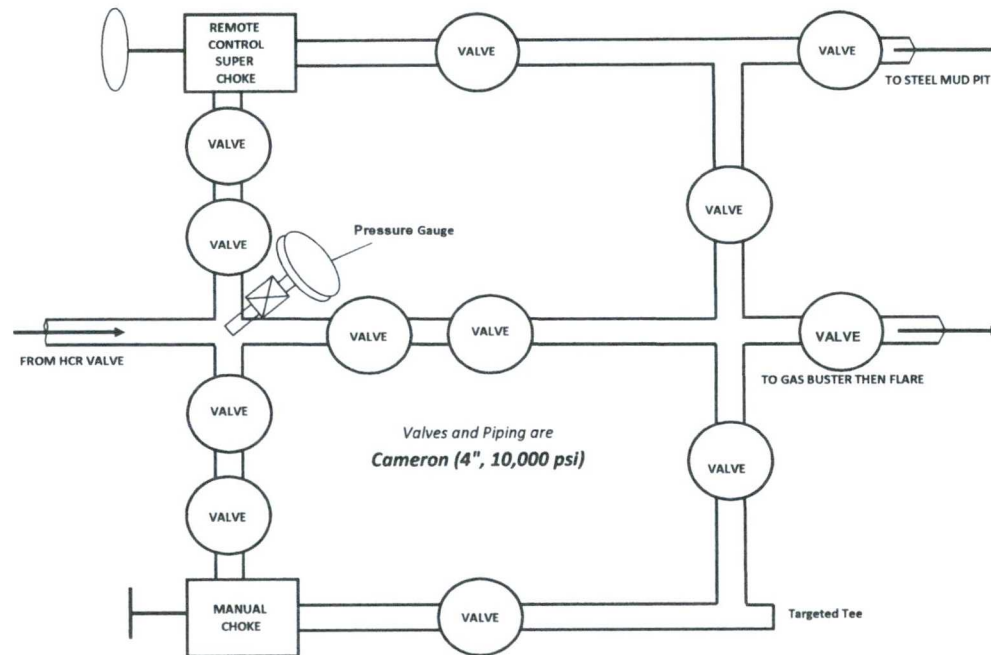 REMOTE
CONTROL
SUPER
CHOKE
VALVE
VALVE
TO STEEL MUD PIT
VALVE
VALVE
VALVE
Pressure Gauge
FROM HCR VALVE
VALVE
VALVE
VALVE
TO GAS BUSTER THEN FLARE
VALVE
Valves and Piping are
Cameron (4", 10,000 psi)
VALVE
VALVE
MANUAL
CHOKE
VALVE
Targeted Tee